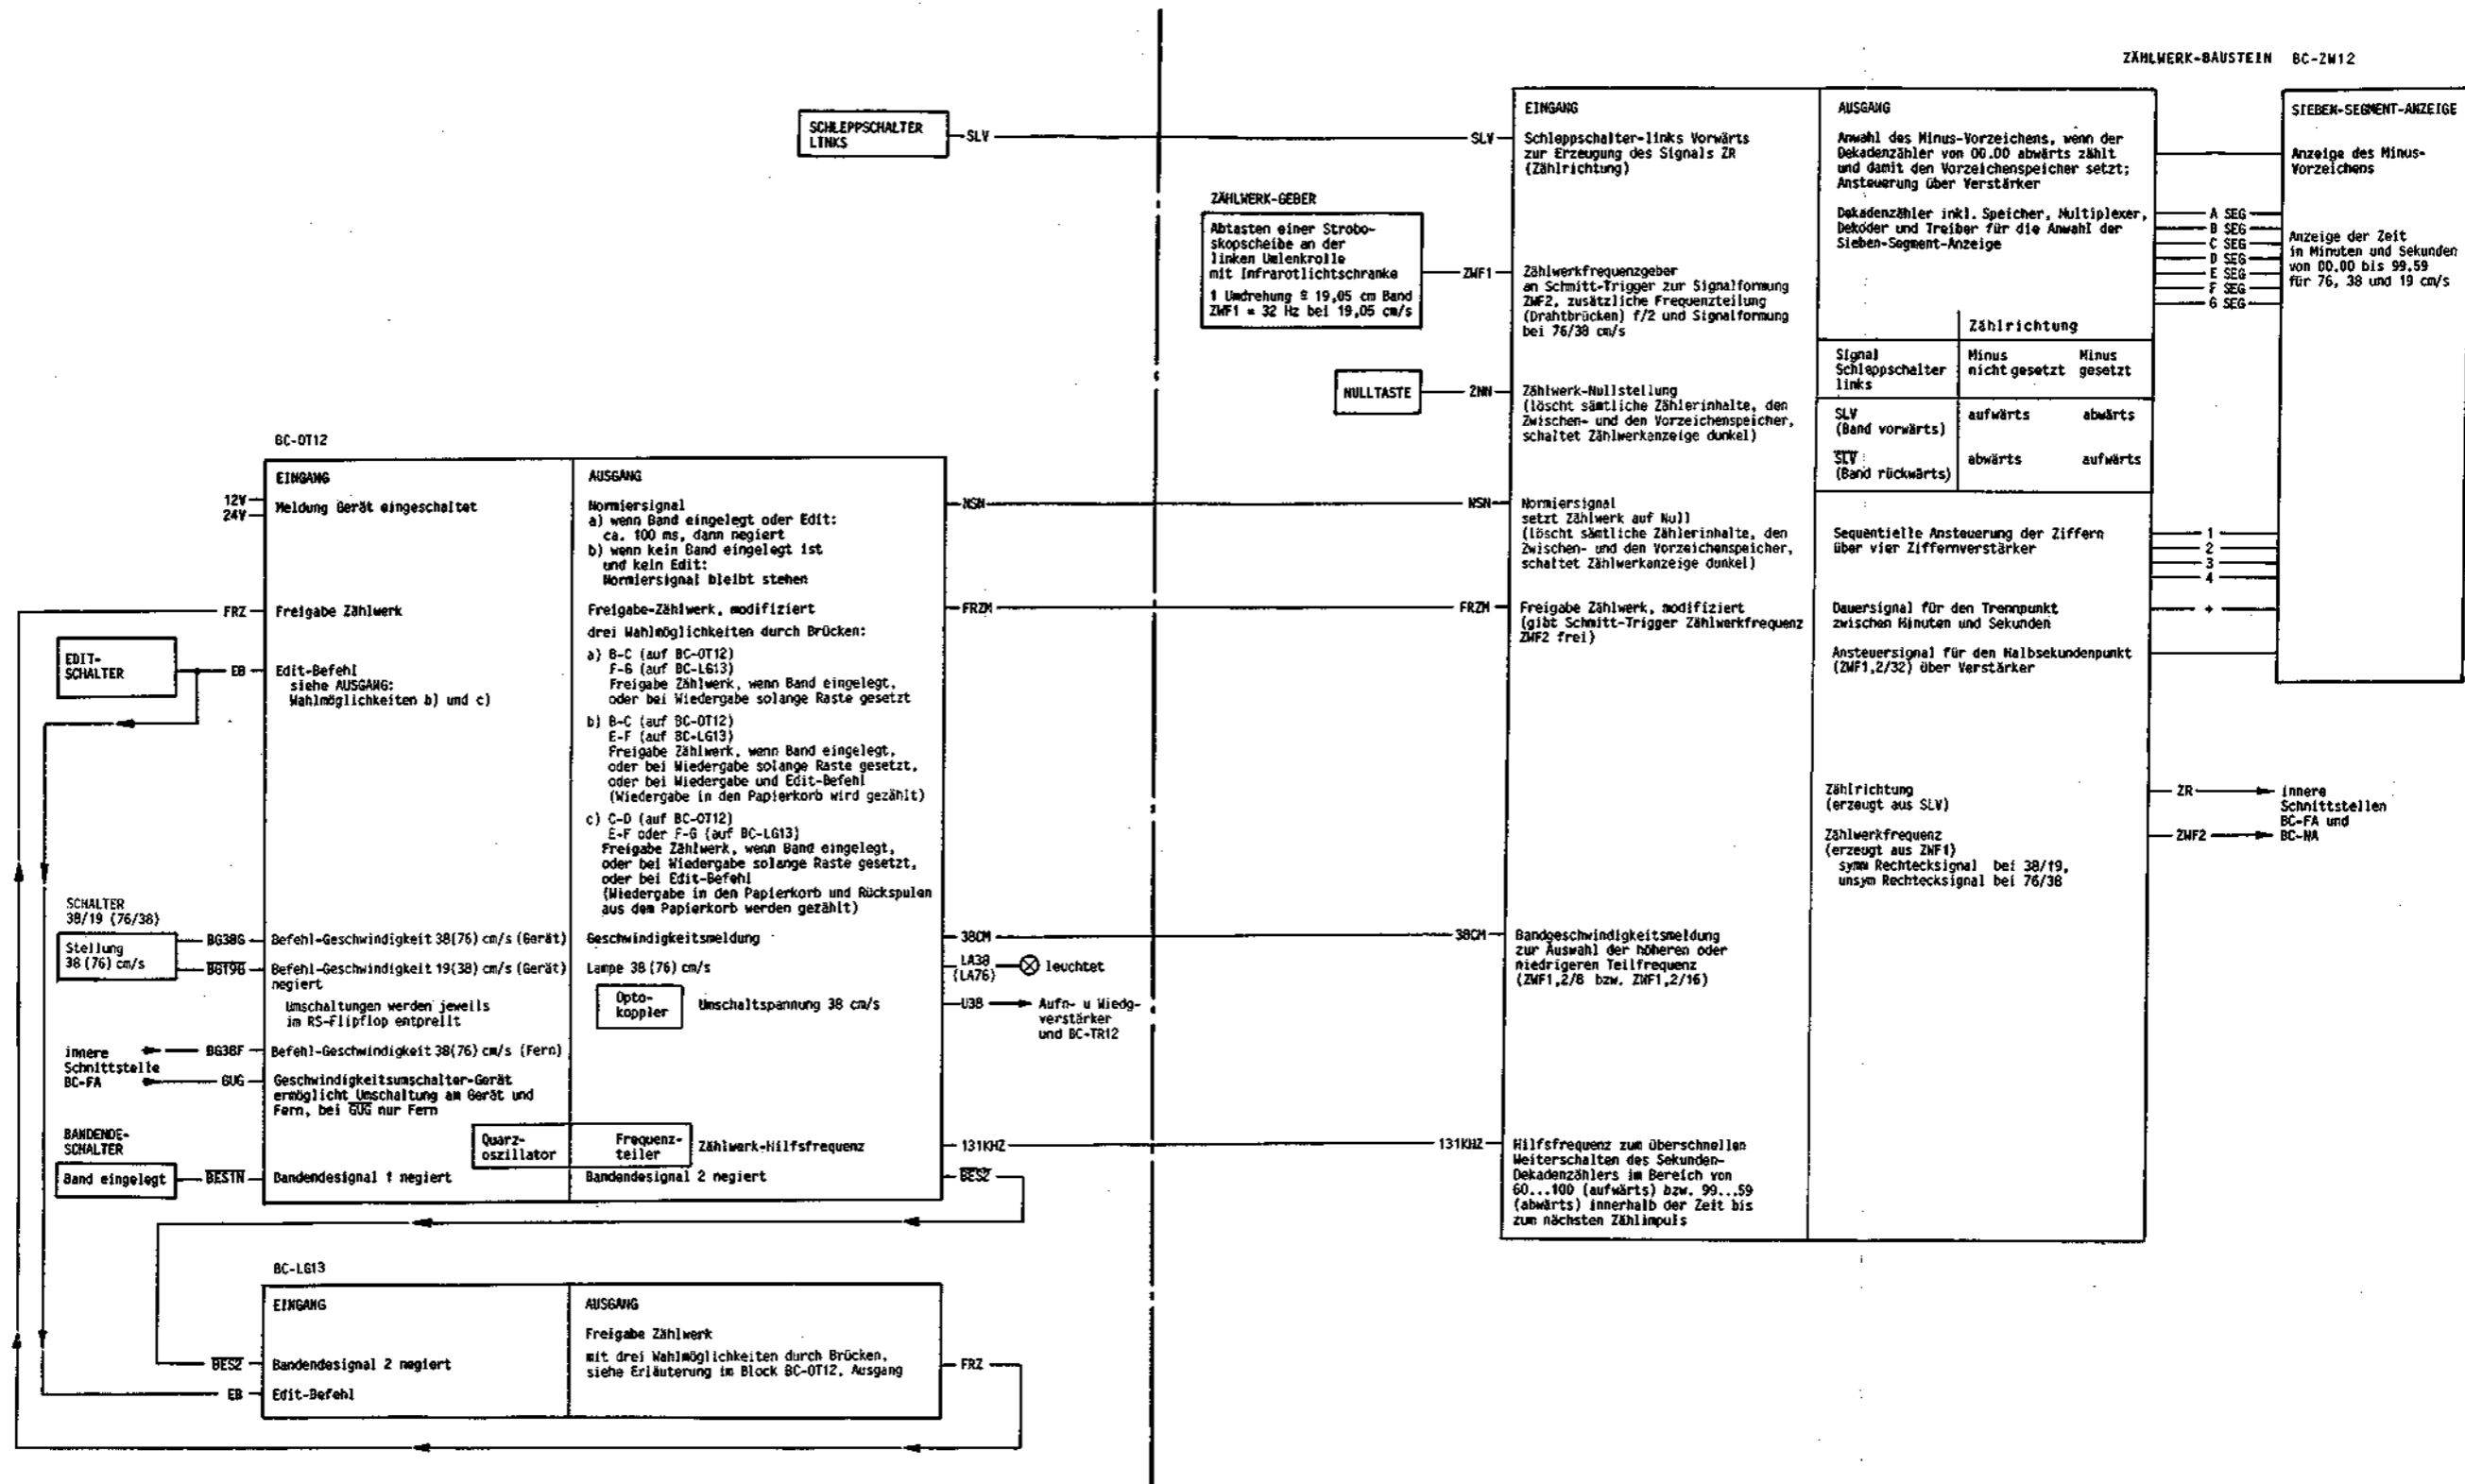 ZÄHLWERK-BAUSTEIN BC-ZW12
SCHLEPPSCHALTER
LINKS
SLV
SLV
ZÄHLWERK-GEBER
Abtasten einer Strobo-
skopscheibe an der
linken Umlenkrolle
mit Infrarotlichtschranke
1 Umdrehung ≙ 19,05 cm Band
ZWF1 = 32 Hz bei 19,05 cm/s
ZWF1
NULLTASTE
ZNN
EINGANG
Schleppschalter-links Vorwärts
zur Erzeugung des Signals ZR
(Zählrichtung)
Zählwerkfrequenzgeber
an Schmitt-Trigger zur Signalformung
ZWF2, zusätzliche Frequenzteilung
(Drahtbrücken) f/2 und Signalformung
bei 76/38 cm/s
Zählwerk-Nullstellung
(löscht sämtliche Zählerinhalte, den
Zwischen- und den Vorzeichenspeicher,
schaltet Zählwerkanzeige dunkel)
NSN
Normiersignal
setzt Zählwerk auf Null
(löscht sämtliche Zählerinhalte, den
Zwischen- und den Vorzeichenspeicher,
schaltet Zählwerkanzeige dunkel)
FRZM
Freigabe Zählwerk, modifiziert
(gibt Schmitt-Trigger Zählwerkfrequenz
ZWF2 frei)
38CM
Bandgeschwindigkeitsmeldung
zur Auswahl der höheren oder
niedrigeren Teilfrequenz
(ZWF1,2/8 bzw. ZWF1,2/16)
131KHZ
Hilfsfrequenz zum überschnellen
Weiterschalten des Sekunden-
Dekadenzählers im Bereich von
60...100 (aufwärts) bzw. 99...59
(abwärts) innerhalb der Zeit bis
zum nächsten Zählimpuls
AUSGANG
Anwahl des Minus-Vorzeichens, wenn der
Dekadenzähler von 00.00 abwärts zählt
und damit den Vorzeichenspeicher setzt;
Ansteuerung über Verstärker
Dekadenzähler inkl. Speicher, Multiplexer,
Dekoder und Treiber für die Anwahl der
Sieben-Segment-Anzeige
Zählrichtung
Signal
Schleppschalter
links
Minus
nicht gesetzt
Minus
gesetzt
SLV
(Band vorwärts)
aufwärts
abwärts
S̅L̅V̅
(Band rückwärts)
abwärts
aufwärts
Sequentielle Ansteuerung der Ziffern
über vier Ziffernverstärker
Dauersignal für den Trennpunkt
zwischen Minuten und Sekunden
Ansteuersignal für den Halbsekundenpunkt
(ZWF1,2/32) über Verstärker
Zählrichtung
(erzeugt aus SLV)
Zählwerkfrequenz
(erzeugt aus ZWF1)
symm Rechtecksignal bei 38/19,
unsym Rechtecksignal bei 76/38
A SEG
B SEG
C SEG
D SEG
E SEG
F SEG
G SEG
1
2
3
4
+
ZR
ZWF2
innere
Schnittstellen
BC-FA und
BC-NA
SIEBEN-SEGMENT-ANZEIGE
Anzeige des Minus-
Vorzeichens
Anzeige der Zeit
in Minuten und Sekunden
von 00.00 bis 99.59
für 76, 38 und 19 cm/s
BC-OT12
12V
24V
FRZ
EDIT-
SCHALTER
EB
SCHALTER
38/19 (76/38)
Stellung
38 (76) cm/s
BG38G
B̅G̅1̅9̅G̅
innere
Schnittstelle
BC-FA
BG38F
GUG
BANDENDE-
SCHALTER
Band eingelegt
B̅E̅S̅1̅N̅
EINGANG
Meldung Gerät eingeschaltet
Freigabe Zählwerk
Edit-Befehl
siehe AUSGANG:
Wahlmöglichkeiten b) und c)
Befehl-Geschwindigkeit 38(76) cm/s (Gerät)
Befehl-Geschwindigkeit 19(38) cm/s (Gerät)
negiert
Umschaltungen werden jeweils
im RS-Flipflop entprellt
Befehl-Geschwindigkeit 38(76) cm/s (Fern)
Geschwindigkeitsumschalter-Gerät
ermöglicht Umschaltung am Gerät und
Fern, bei G̅U̅G̅ nur Fern
Quarz-
oszillator
Bandendesignal 1 negiert
AUSGANG
Normiersignal
a) wenn Band eingelegt oder Edit:
ca. 100 ms, dann negiert
b) wenn kein Band eingelegt ist
und kein Edit:
Normiersignal bleibt stehen
Freigabe-Zählwerk, modifiziert
drei Wahlmöglichkeiten durch Brücken:
a) B-C (auf BC-OT12)
F-G (auf BC-LG13)
Freigabe Zählwerk, wenn Band eingelegt,
oder bei Wiedergabe solange Raste gesetzt
b) B-C (auf BC-OT12)
E-F (auf BC-LG13)
Freigabe Zählwerk, wenn Band eingelegt,
oder bei Wiedergabe solange Raste gesetzt,
oder bei Wiedergabe und Edit-Befehl
(Wiedergabe in den Papierkorb wird gezählt)
c) C-D (auf BC-OT12)
E-F oder F-G (auf BC-LG13)
Freigabe Zählwerk, wenn Band eingelegt,
oder bei Wiedergabe solange Raste gesetzt,
oder bei Edit-Befehl
(Wiedergabe in den Papierkorb und Rückspulen
aus dem Papierkorb werden gezählt)
Geschwindigkeitsmeldung
Lampe 38 (76) cm/s
Opto-
koppler
Umschaltspannung 38 cm/s
Frequenz-
teiler
Zählwerk-Hilfsfrequenz
Bandendesignal 2 negiert
NSN
FRZM
38CM
LA38
(LA76)
leuchtet
U38
Aufn- u Wiedg-
verstärker
und BC-TR12
131KHZ
B̅E̅S̅2̅
BC-LG13
B̅E̅S̅2̅
EB
EINGANG
Bandendesignal 2 negiert
Edit-Befehl
AUSGANG
Freigabe Zählwerk
mit drei Wahlmöglichkeiten durch Brücken,
siehe Erläuterung im Block BC-OT12, Ausgang
FRZ